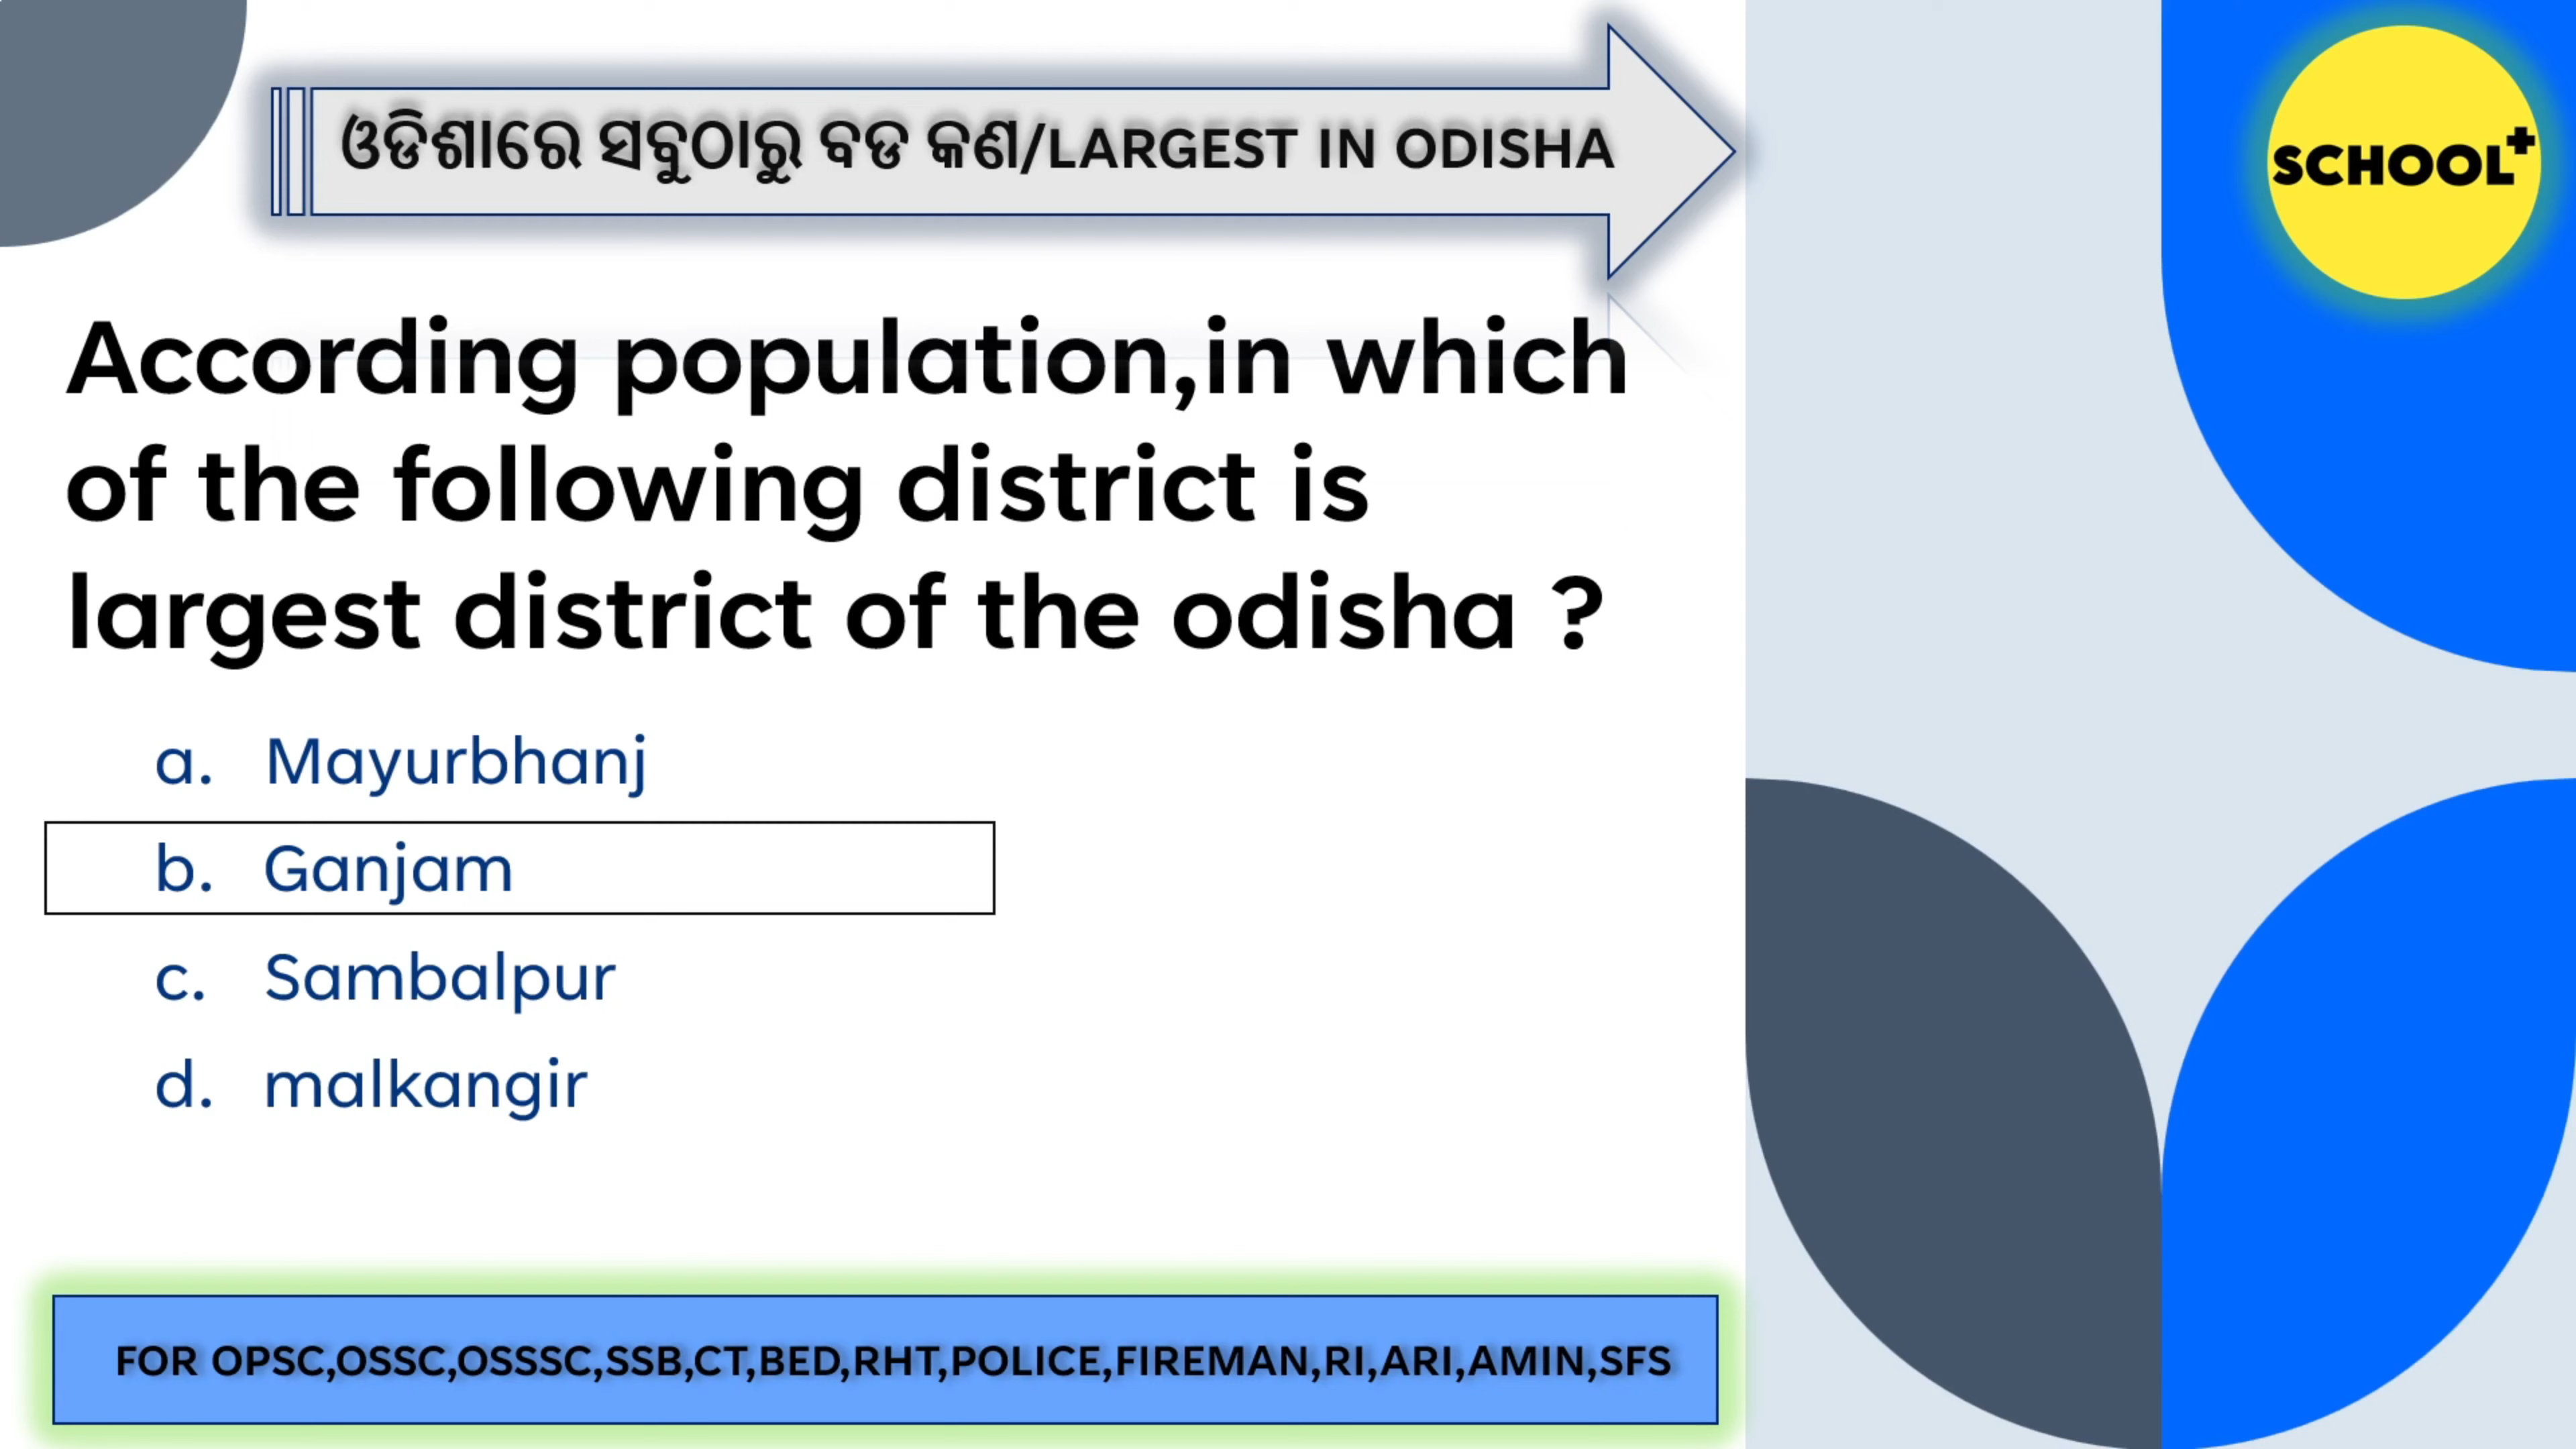 ଓଡିଶାରେ ସବୁଠାରୁ ବଡ କଣ/LARGEST IN ODISHA
SCHOOL+
According population,in which
of the following district is
largest district of the odisha ?
a. Mayurbhanj
b. Ganjam
c. Sambalpur
d. malkangir
FOR OPSC,OSSC,OSSSC,SSB,CT,BED,RHT,POLICE,FIREMAN,RI,ARI,AMIN,SFS